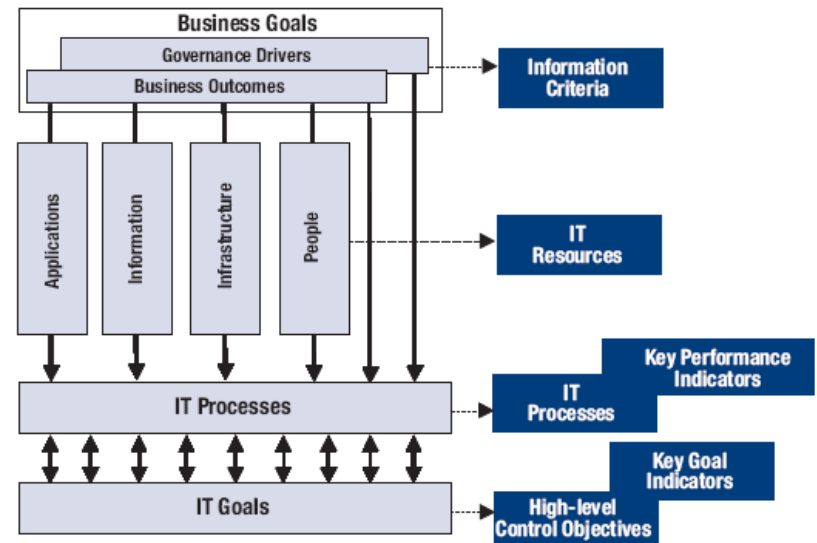 Business Goals
Governance Drivers
Business Outcomes
Information
Criteria
Applications
Information
Infrastructure
People
IT
Resources
Key Performance
Indicators
IT Processes
IT
Processes
Key Goal
Indicators
IT Goals
High-level
Control Objectives